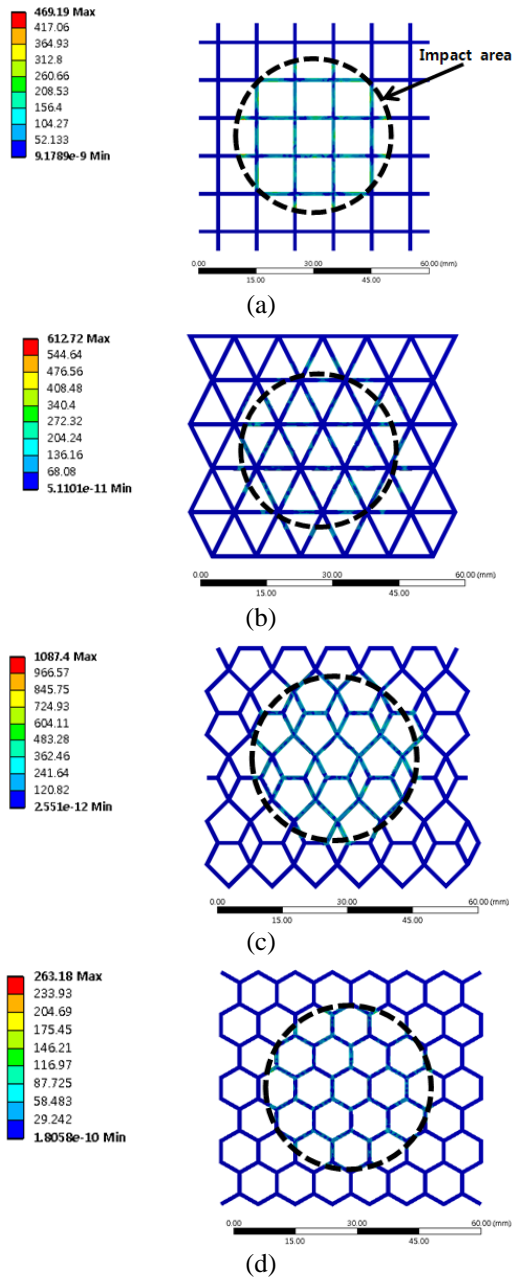 469.19 Max
417.06
364.93
312.8
260.66
208.53
156.4
104.27
52.133
9.1789e-9 Min
Impact area
0.00 30.00 60.00 (mm)
15.00 45.00
(a)
612.72 Max
544.64
476.56
408.48
340.4
272.32
204.24
136.16
68.08
5.1101e-11 Min
0.00 30.00 60.00 (mm)
15.00 45.00
(b)
1087.4 Max
966.57
845.75
724.93
604.11
483.28
362.46
241.64
120.82
2.551e-12 Min
0.00 30.00 60.00 (mm)
15.00 45.00
(c)
263.18 Max
233.93
204.69
175.45
146.21
116.97
87.725
58.483
29.242
1.8058e-10 Min
0.00 30.00 60.00 (mm)
15.00 45.00
(d)